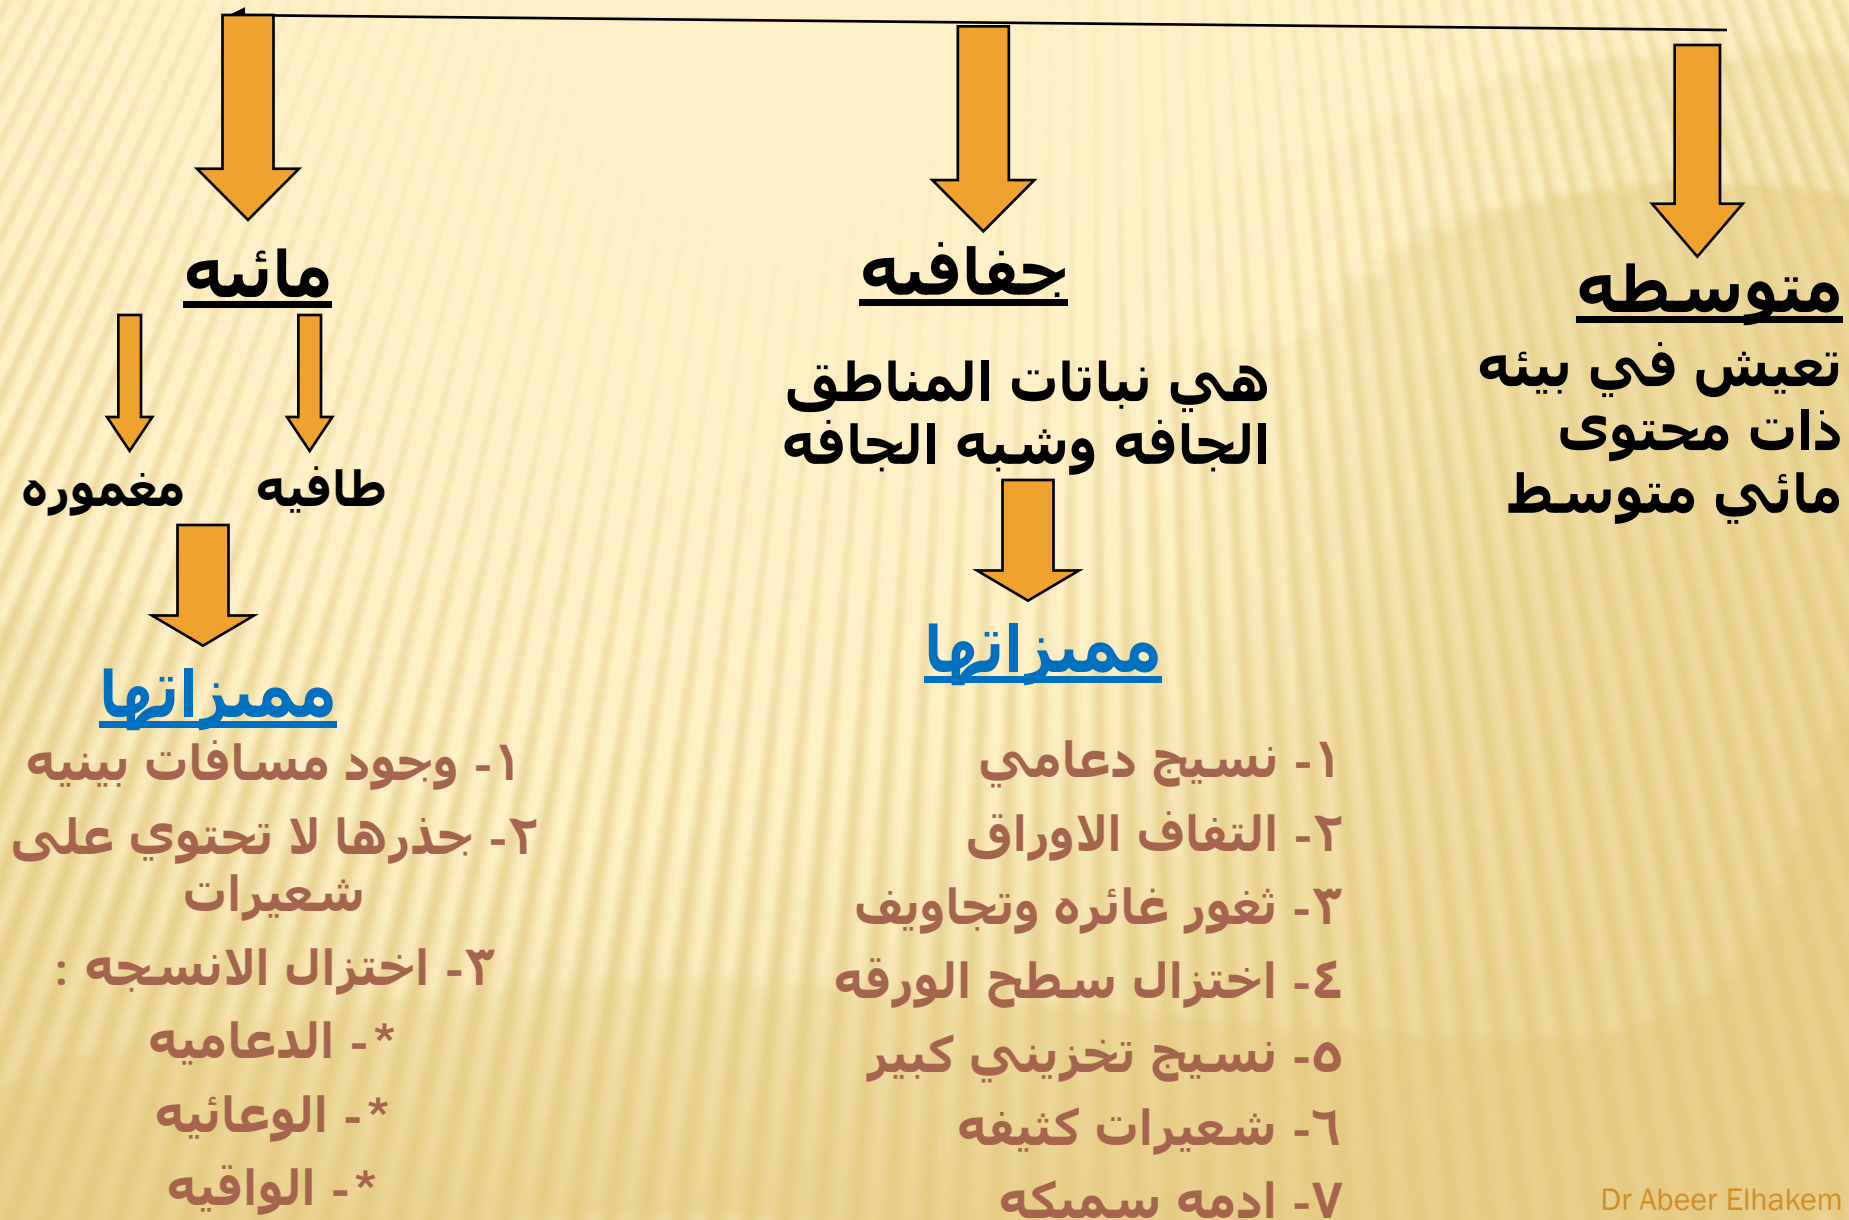 متوسطه
تعيش في بيئه
ذات محتوى
مائي متوسط
جفافيه
هي نباتات المناطق
الجافه وشبه الجافه
مميزاتها
١- نسيج دعامي
٢- التفاف الاوراق
٣- ثغور غائره وتجاويف
٤- اختزال سطح الورقه
٥- نسيج تخزيني كبير
٦- شعيرات كثيفه
٧- ادمه سميكه
مائيه
طافيه
مغموره
مميزاتها
١- وجود مسافات بينيه
٢- جذرها لا تحتوي على
شعيرات
٣- اختزال الانسجه :
*- الدعاميه
*- الوعائيه
*- الواقيه
Dr Abeer Elhakem